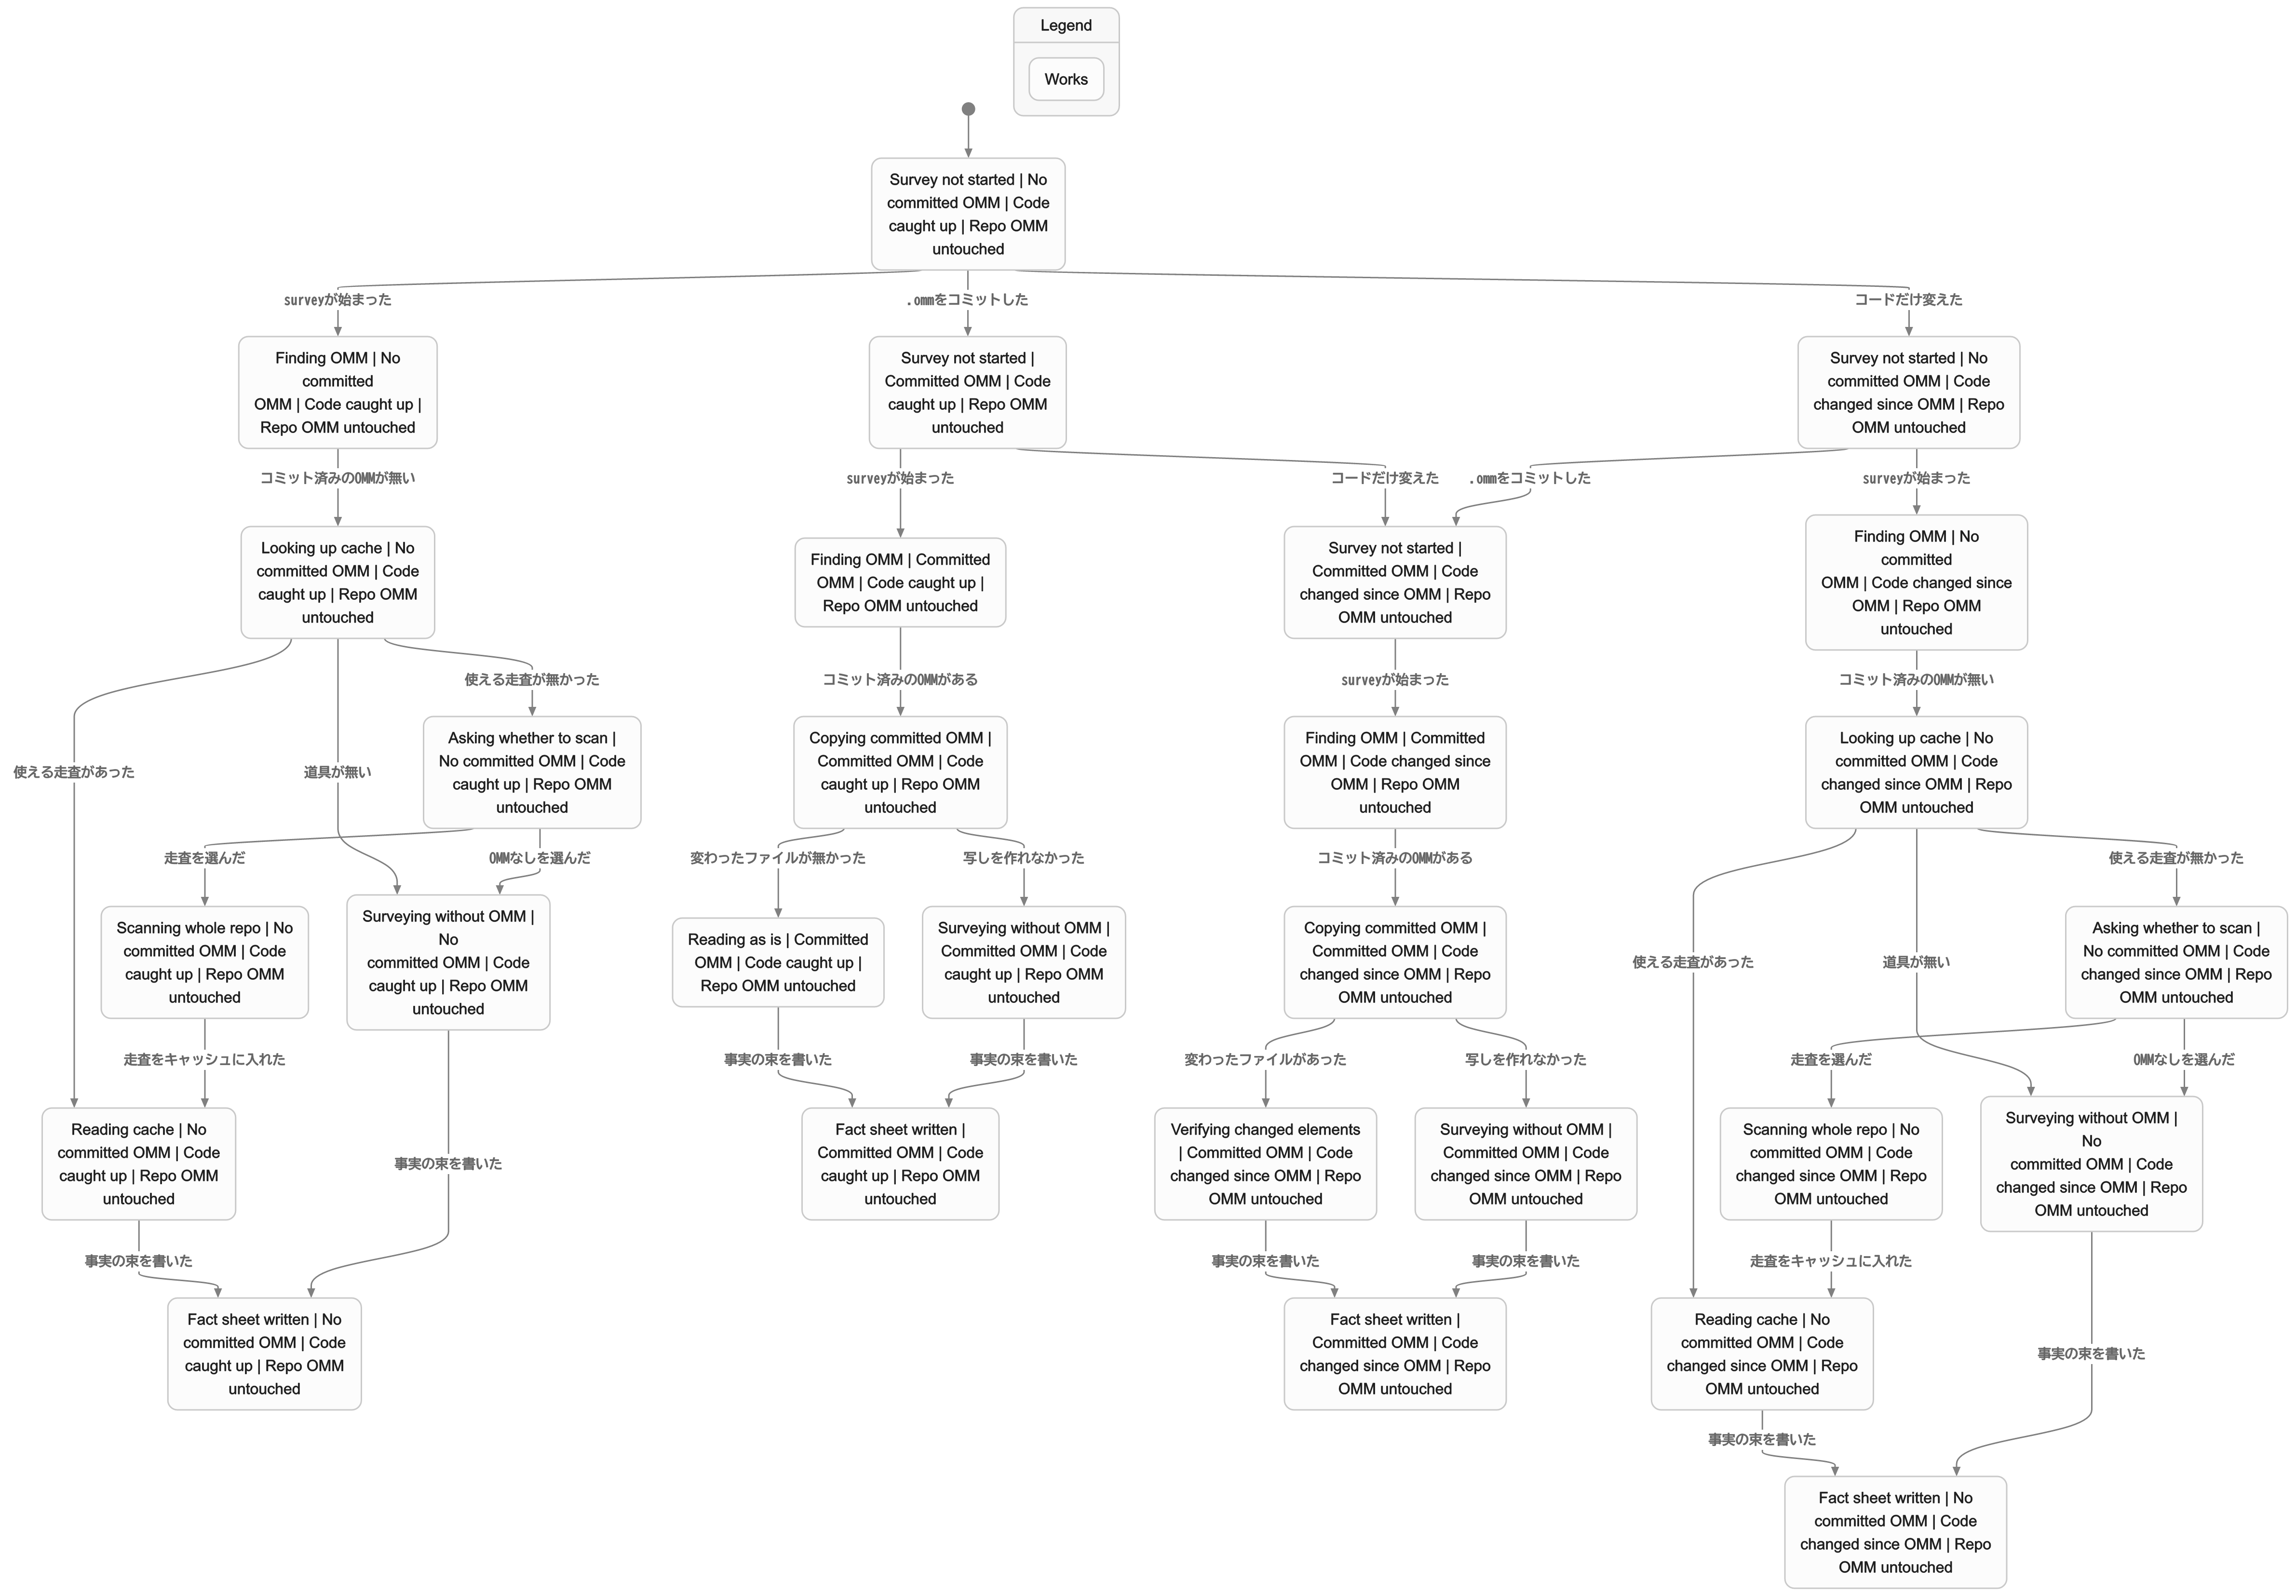 Legend
Works
Survey not started | No
committed OMM | Code
caught up | Repo OMM
untouched
surveyが始まった
.ommをコミットした
コードだけ変えた
Finding OMM | No
committed
OMM | Code caught up |
Repo OMM untouched
Survey not started |
Committed OMM | Code
caught up | Repo OMM
untouched
Survey not started | No
committed OMM | Code
changed since OMM | Repo
OMM untouched
コミット済みのOMMが無い
surveyが始まった
コードだけ変えた
.ommをコミットした
surveyが始まった
Looking up cache | No
committed OMM | Code
caught up | Repo OMM
untouched
Finding OMM | Committed
OMM | Code caught up |
Repo OMM untouched
Survey not started |
Committed OMM | Code
changed since OMM | Repo
OMM untouched
Finding OMM | No
committed
OMM | Code changed since
OMM | Repo OMM
untouched
使える走査が無かった
コミット済みのOMMがある
surveyが始まった
コミット済みのOMMが無い
使える走査があった
道具が無い
Asking whether to scan |
No committed OMM | Code
caught up | Repo OMM
untouched
Copying committed OMM |
Committed OMM | Code
caught up | Repo OMM
untouched
Finding OMM | Committed
OMM | Code changed since
OMM | Repo OMM
untouched
Looking up cache | No
committed OMM | Code
changed since OMM | Repo
OMM untouched
走査を選んだ
OMMなしを選んだ
変わったファイルが無かった
写しを作れなかった
コミット済みのOMMがある
使える走査が無かった
Scanning whole repo | No
committed OMM | Code
caught up | Repo OMM
untouched
Surveying without OMM |
No
committed OMM | Code
caught up | Repo OMM
untouched
Reading as is | Committed
OMM | Code caught up |
Repo OMM untouched
Surveying without OMM |
Committed OMM | Code
caught up | Repo OMM
untouched
Copying committed OMM |
Committed OMM | Code
changed since OMM | Repo
OMM untouched
使える走査があった
道具が無い
Asking whether to scan |
No committed OMM | Code
changed since OMM | Repo
OMM untouched
走査をキャッシュに入れた
事実の束を書いた
事実の束を書いた
変わったファイルがあった
写しを作れなかった
走査を選んだ
OMMなしを選んだ
Reading cache | No
committed OMM | Code
caught up | Repo OMM
untouched
事実の束を書いた
Fact sheet written |
Committed OMM | Code
caught up | Repo OMM
untouched
Verifying changed elements
| Committed OMM | Code
changed since OMM | Repo
OMM untouched
Surveying without OMM |
Committed OMM | Code
changed since OMM | Repo
OMM untouched
Scanning whole repo | No
committed OMM | Code
changed since OMM | Repo
OMM untouched
Surveying without OMM |
No
committed OMM | Code
changed since OMM | Repo
OMM untouched
事実の束を書いた
事実の束を書いた
事実の束を書いた
走査をキャッシュに入れた
Fact sheet written | No
committed OMM | Code
caught up | Repo OMM
untouched
Fact sheet written |
Committed OMM | Code
changed since OMM | Repo
OMM untouched
Reading cache | No
committed OMM | Code
changed since OMM | Repo
OMM untouched
事実の束を書いた
事実の束を書いた
Fact sheet written | No
committed OMM | Code
changed since OMM | Repo
OMM untouched